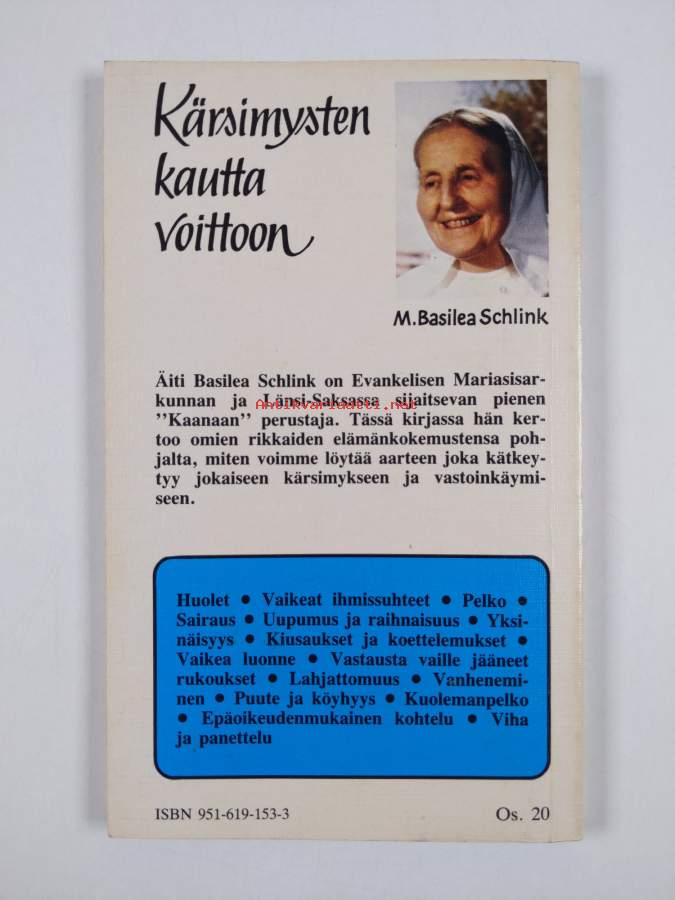 Kärsimysten
kautta
voittoon
M. Basilea Schlink
Äiti Basilea Schlink on Evankelisen Mariasisar-
kunnan ja Länsi-Saksassa sijaitsevan pienen
Antikvariaatti.net
”Kaanaan” perustaja. Tässä kirjassa hän ker-
too omien rikkaiden elämänkokemustensa poh-
jalta, miten voimme löytää aarteen joka kätkey-
tyy jokaiseen kärsimykseen ja vastoinkäymi-
seen.
Huolet ● Vaikeat ihmissuhteet ● Pelko ●
Sairaus ● Uupumus ja raihnaisuus ● Yksi-
näisyys ● Kiusaukset ja koettelemukset ●
Vaikea luonne ● Vastausta vaille jääneet
rukoukset ● Lahjattomuus ● Vanhenemi-
nen ● Puute ja köyhyys ● Kuolemanpelko
● Epäoikeudenmukainen kohtelu ● Viha
ja panettelu
ISBN 951-619-153-3
Os. 20